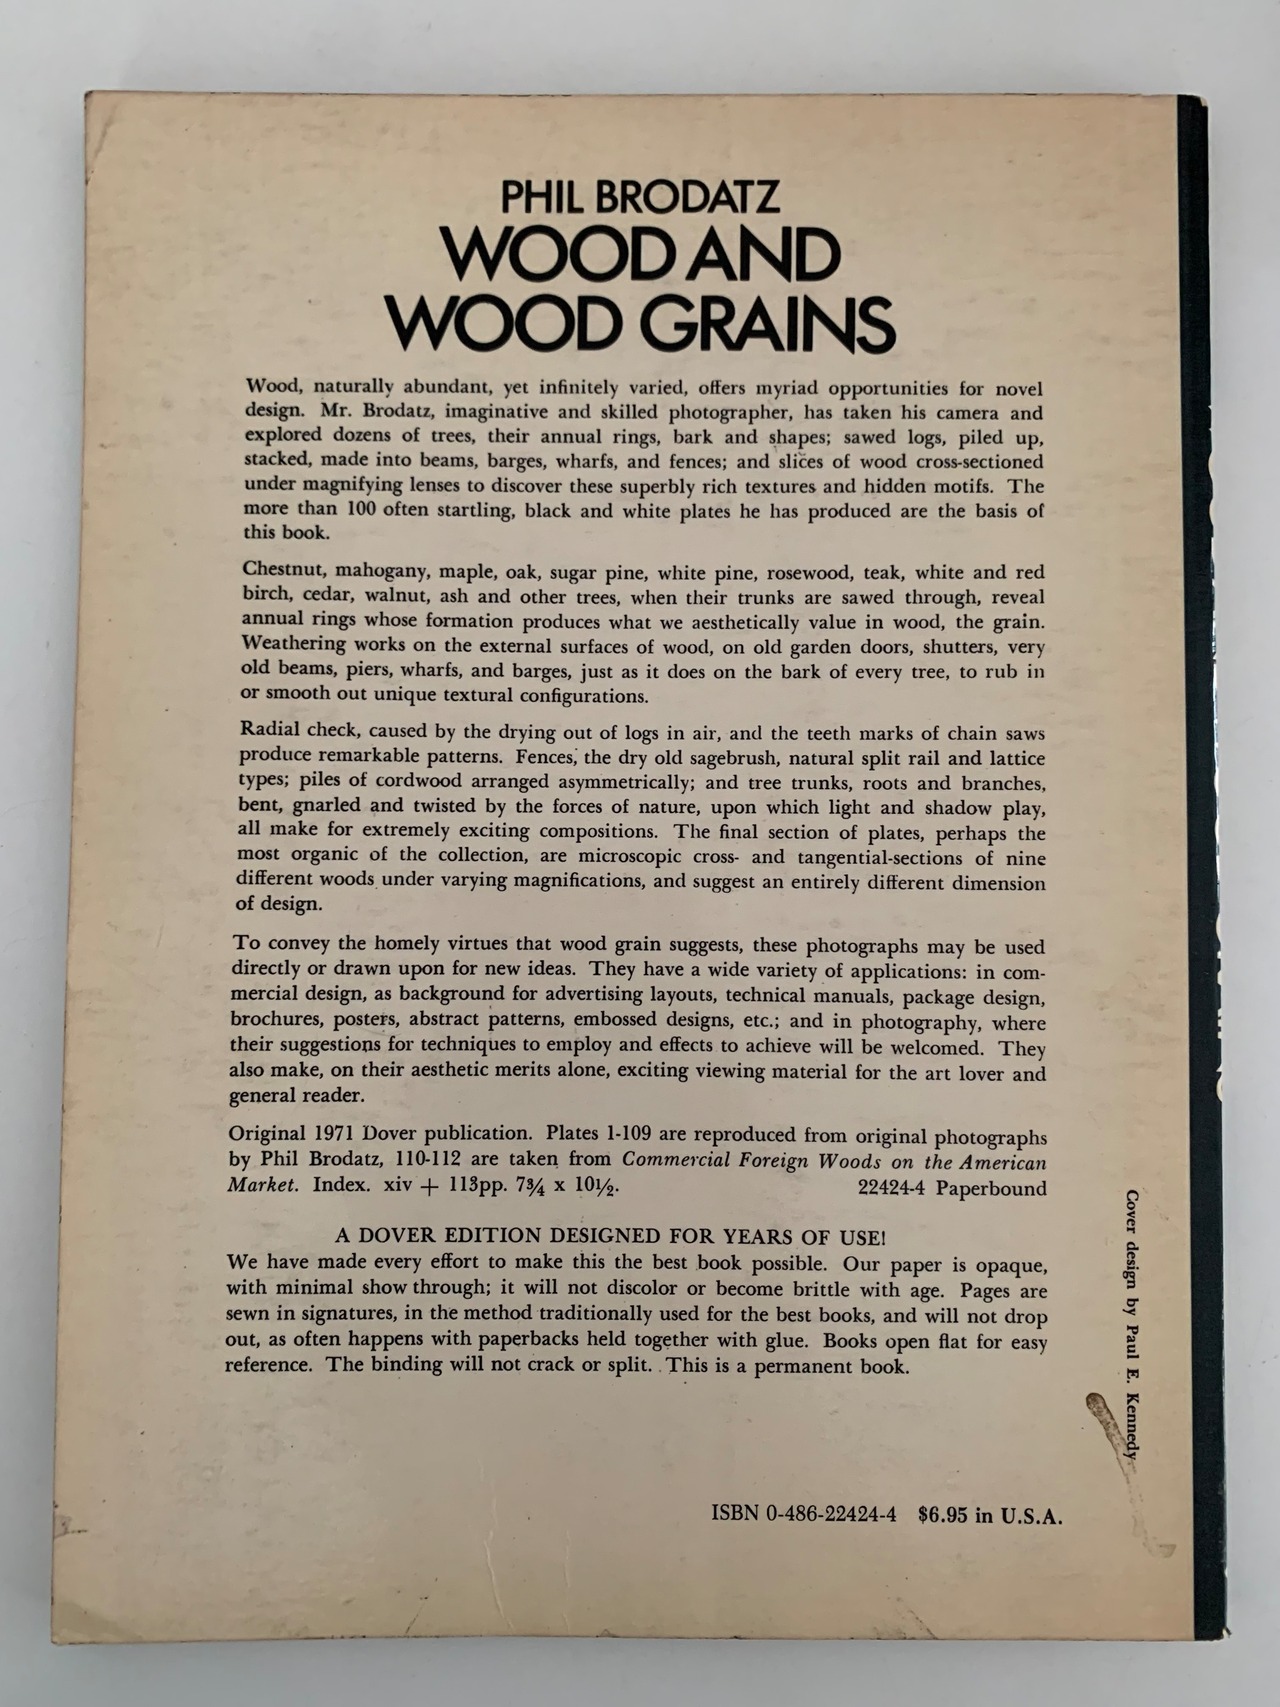 PHIL BRODATZ
WOOD AND
WOOD GRAINS
Wood, naturally abundant, yet infinitely varied, offers myriad opportunities for novel
design. Mr. Brodatz, imaginative and skilled photographer, has taken his camera and
explored dozens of trees, their annual rings, bark and shapes; sawed logs, piled up,
stacked, made into beams, barges, wharfs, and fences; and slices of wood cross-sectioned
under magnifying lenses to discover these superbly rich textures and hidden motifs. The
more than 100 often startling, black and white plates he has produced are the basis of
this book.
Chestnut, mahogany, maple, oak, sugar pine, white pine, rosewood, teak, white and red
birch, cedar, walnut, ash and other trees, when their trunks are sawed through, reveal
annual rings whose formation produces what we aesthetically value in wood, the grain.
Weathering works on the external surfaces of wood, on old garden doors, shutters, very
old beams, piers, wharfs, and barges, just as it does on the bark of every tree, to rub in
or smooth out unique textural configurations.
Radial check, caused by the drying out of logs in air, and the teeth marks of chain saws
produce remarkable patterns. Fences, the dry old sagebrush, natural split rail and lattice
types; piles of cordwood arranged asymmetrically; and tree trunks, roots and branches,
bent, gnarled and twisted by the forces of nature, upon which light and shadow play,
all make for extremely exciting compositions. The final section of plates, perhaps the
most organic of the collection, are microscopic cross- and tangential-sections of nine
different woods under varying magnifications, and suggest an entirely different dimension
of design.
To convey the homely virtues that wood grain suggests, these photographs may be used
directly or drawn upon for new ideas. They have a wide variety of applications: in com-
mercial design, as background for advertising layouts, technical manuals, package design,
brochures, posters, abstract patterns, embossed designs, etc.; and in photography, where
their suggestions for techniques to employ and effects to achieve will be welcomed. They
also make, on their aesthetic merits alone, exciting viewing material for the art lover and
general reader.
Original 1971 Dover publication. Plates 1-109 are reproduced from original photographs
by Phil Brodatz, 110-112 are taken from Commercial Foreign Woods on the American
Market. Index. xiv + 113pp. 7¾ x 10½. 22424-4 Paperbound
A DOVER EDITION DESIGNED FOR YEARS OF USE!
We have made every effort to make this the best book possible. Our paper is opaque,
with minimal show through; it will not discolor or become brittle with age. Pages are
sewn in signatures, in the method traditionally used for the best books, and will not drop
out, as often happens with paperbacks held together with glue. Books open flat for easy
reference. The binding will not crack or split. This is a permanent book.
Cover design by Paul E. Kennedy
ISBN 0-486-22424-4 $6.95 in U.S.A.